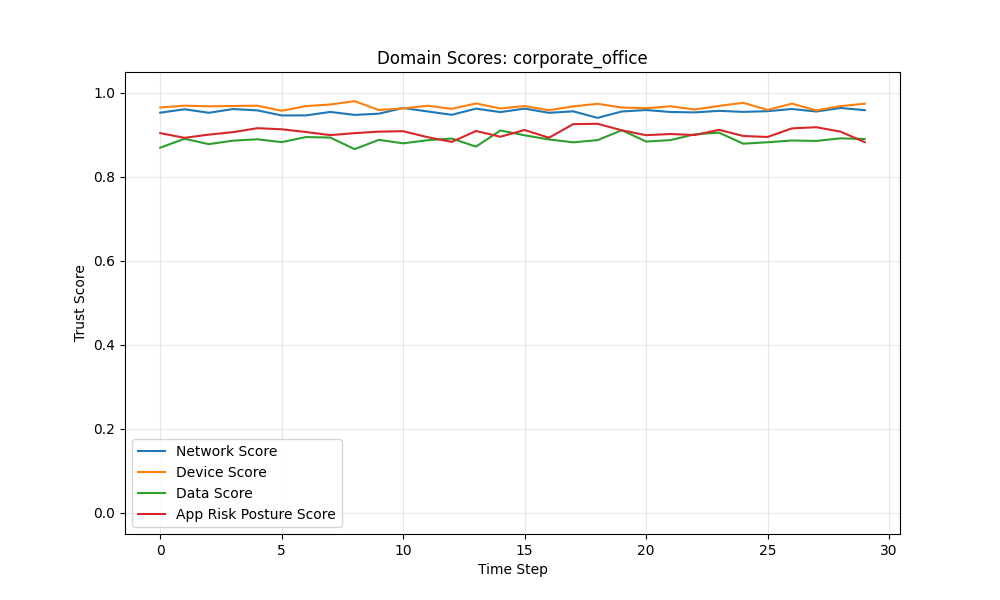 Domain Scores: corporate_office
Trust Score
1.0
0.8
0.6
0.4
0.2
0.0
Network Score
Device Score
Data Score
App Risk Posture Score
0 5 10 15 20 25 30
Time Step